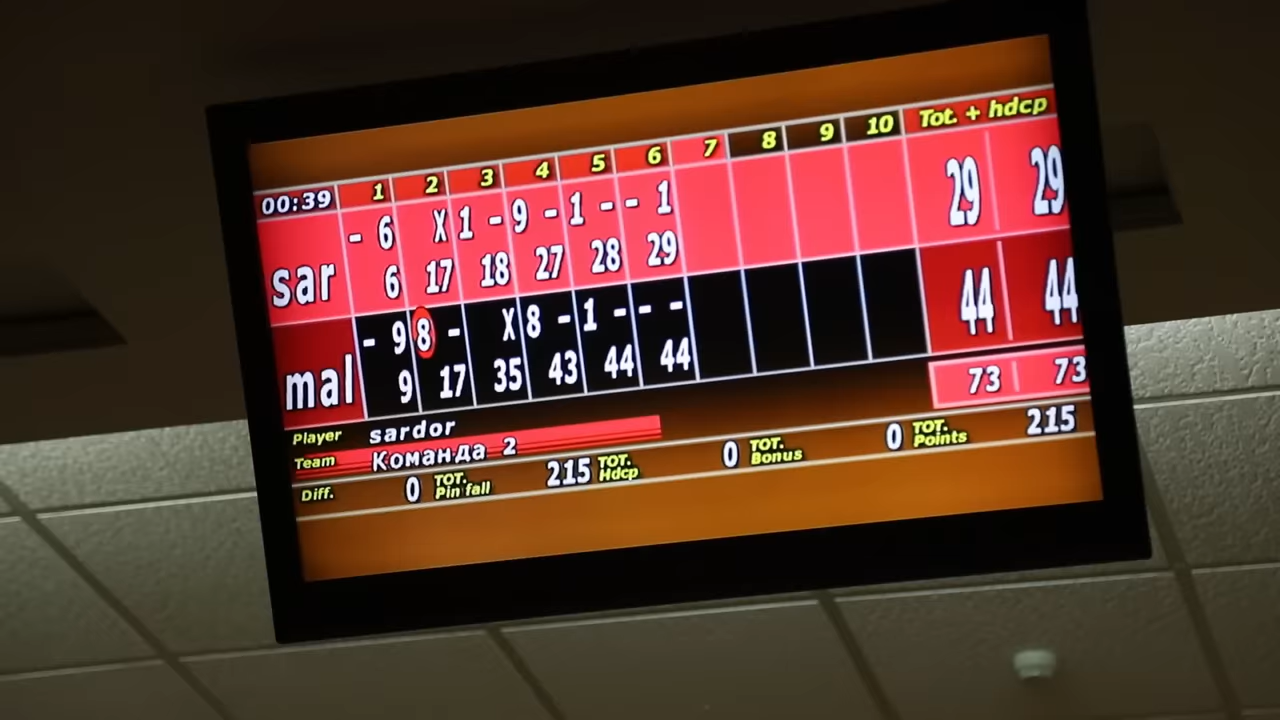 00:39 1 2 3 4 5 6 7 8 9 10 Tot. + hdcp
- 6 X 1 - 9 - 1 - - 1
sar 6 17 18 27 28 29 29 29
- 9 8 - X 8 - 1 - - -
mal 9 17 35 43 44 44 44 44
73 73
Player sardor
Team Команда 2
Diff. 0 TOT. Pin fall 215 TOT. Hdcp 0 TOT. Bonus 0 TOT. Points 215